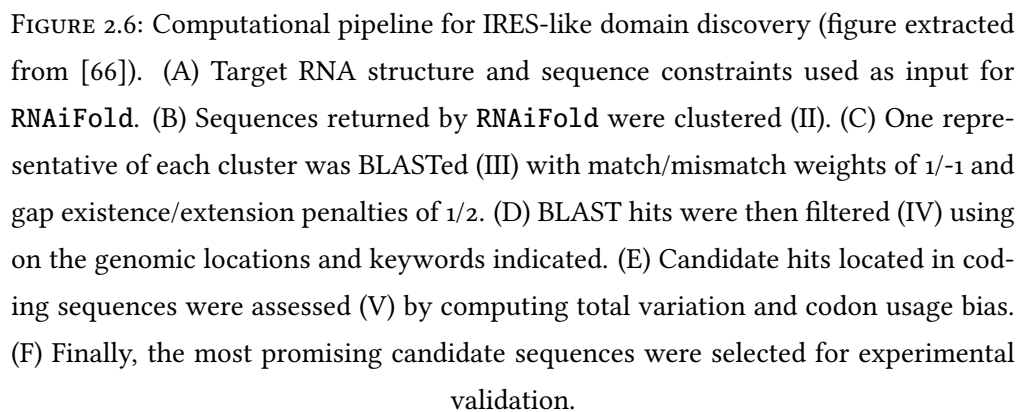 FIGURE 2.6: Computational pipeline for IRES-like domain discovery (figure extracted
from [66]). (A) Target RNA structure and sequence constraints used as input for
RNAiFold. (B) Sequences returned by RNAiFold were clustered (II). (C) One repre-
sentative of each cluster was BLASTed (III) with match/mismatch weights of 1/-1 and
gap existence/extension penalties of 1/2. (D) BLAST hits were then filtered (IV) using
on the genomic locations and keywords indicated. (E) Candidate hits located in cod-
ing sequences were assessed (V) by computing total variation and codon usage bias.
(F) Finally, the most promising candidate sequences were selected for experimental
validation.